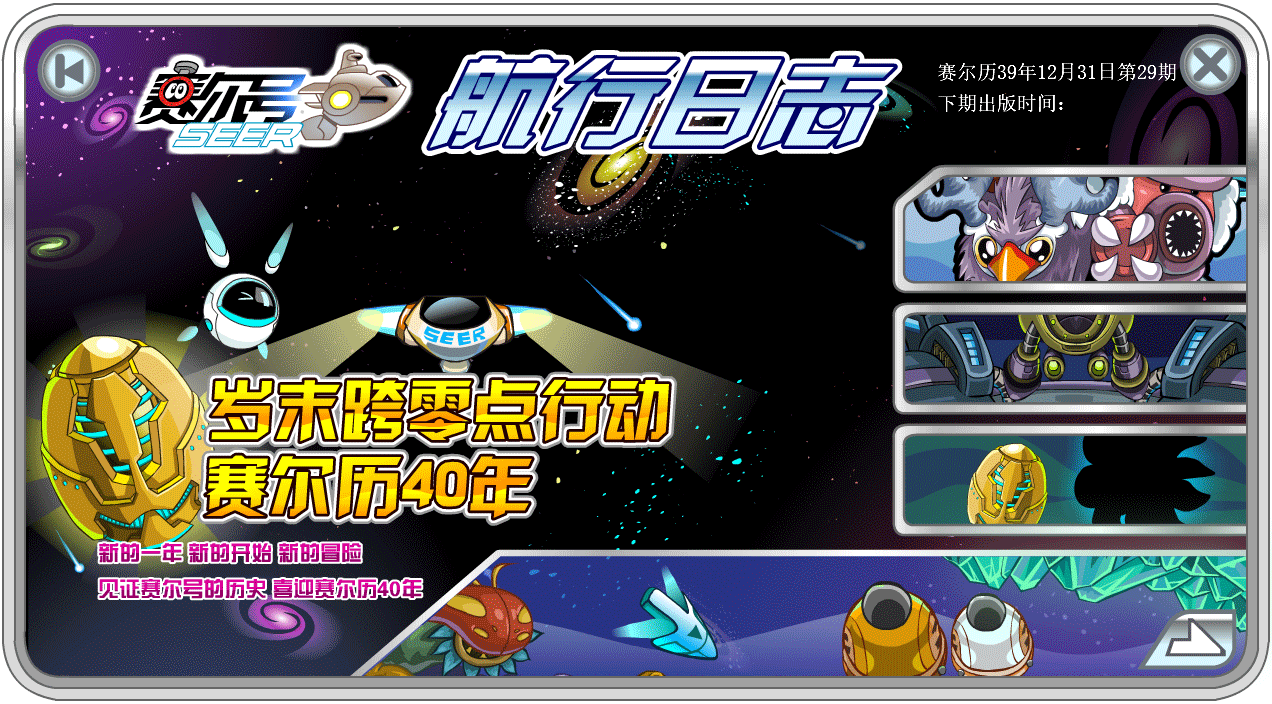 赛尔号
SEER
航行日志
赛尔历39年12月31日第29期
下期出版时间：
SEER
岁末跨零点行动
赛尔历40年
新的一年 新的开始 新的冒险
见证赛尔号的历史 喜迎赛尔历40年